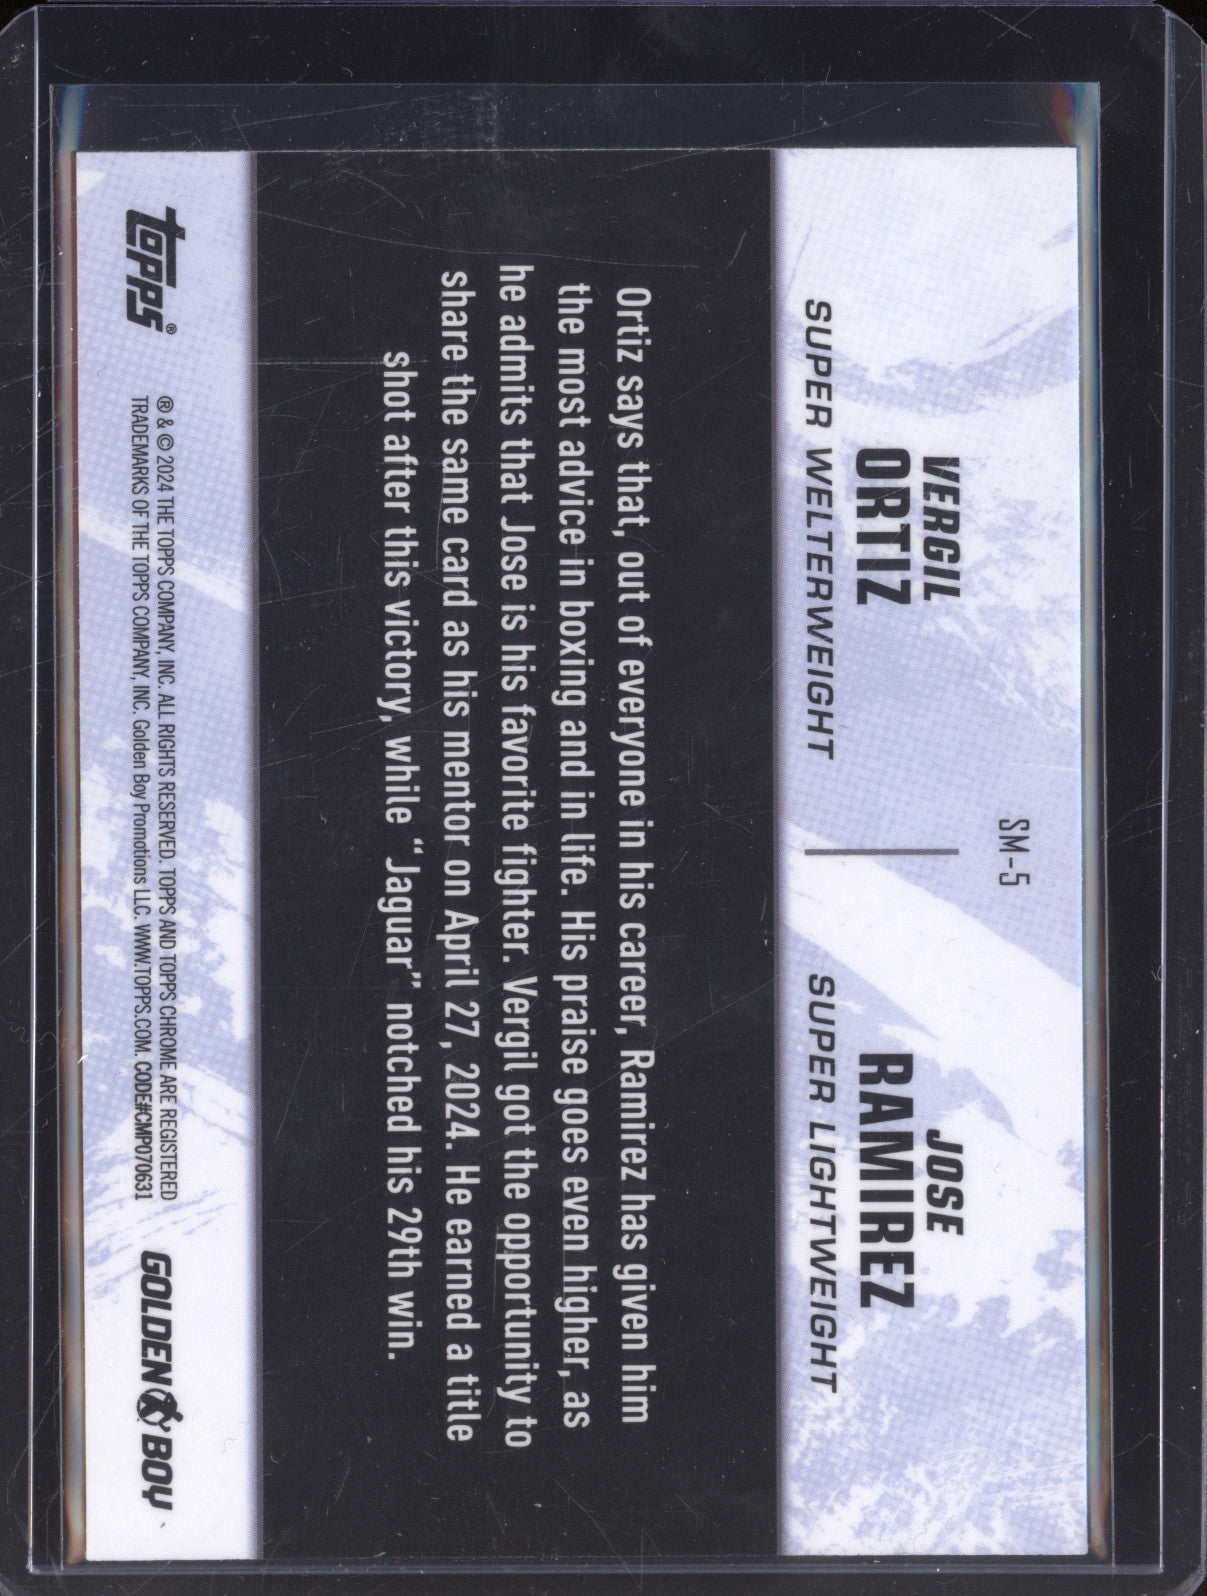 SM-5
VERGIL
ORTIZ
SUPER WELTERWEIGHT
JOSE
RAMIREZ
SUPER LIGHTWEIGHT
Ortiz says that, out of everyone in his career, Ramirez has given him
the most advice in boxing and in life. His praise goes even higher, as
he admits that Jose is his favorite fighter. Vergil got the opportunity to
share the same card as his mentor on April 27, 2024. He earned a title
shot after this victory, while “Jaguar” notched his 29th win.
TOPPS®
® & © 2024 THE TOPPS COMPANY, INC. ALL RIGHTS RESERVED. TOPPS AND TOPPS CHROME ARE REGISTERED
TRADEMARKS OF THE TOPPS COMPANY, INC. Golden Boy Promotions LLC. WWW.TOPPS.COM. CODE#CMP070631
GOLDEN BOY